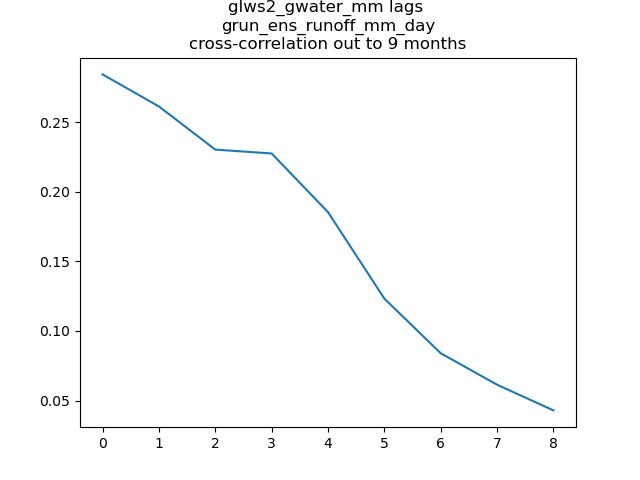 glws2_gwater_mm lags
grun_ens_runoff_mm_day
cross-correlation out to 9 months
0.25
0.20
0.15
0.10
0.05
0 1 2 3 4 5 6 7 8